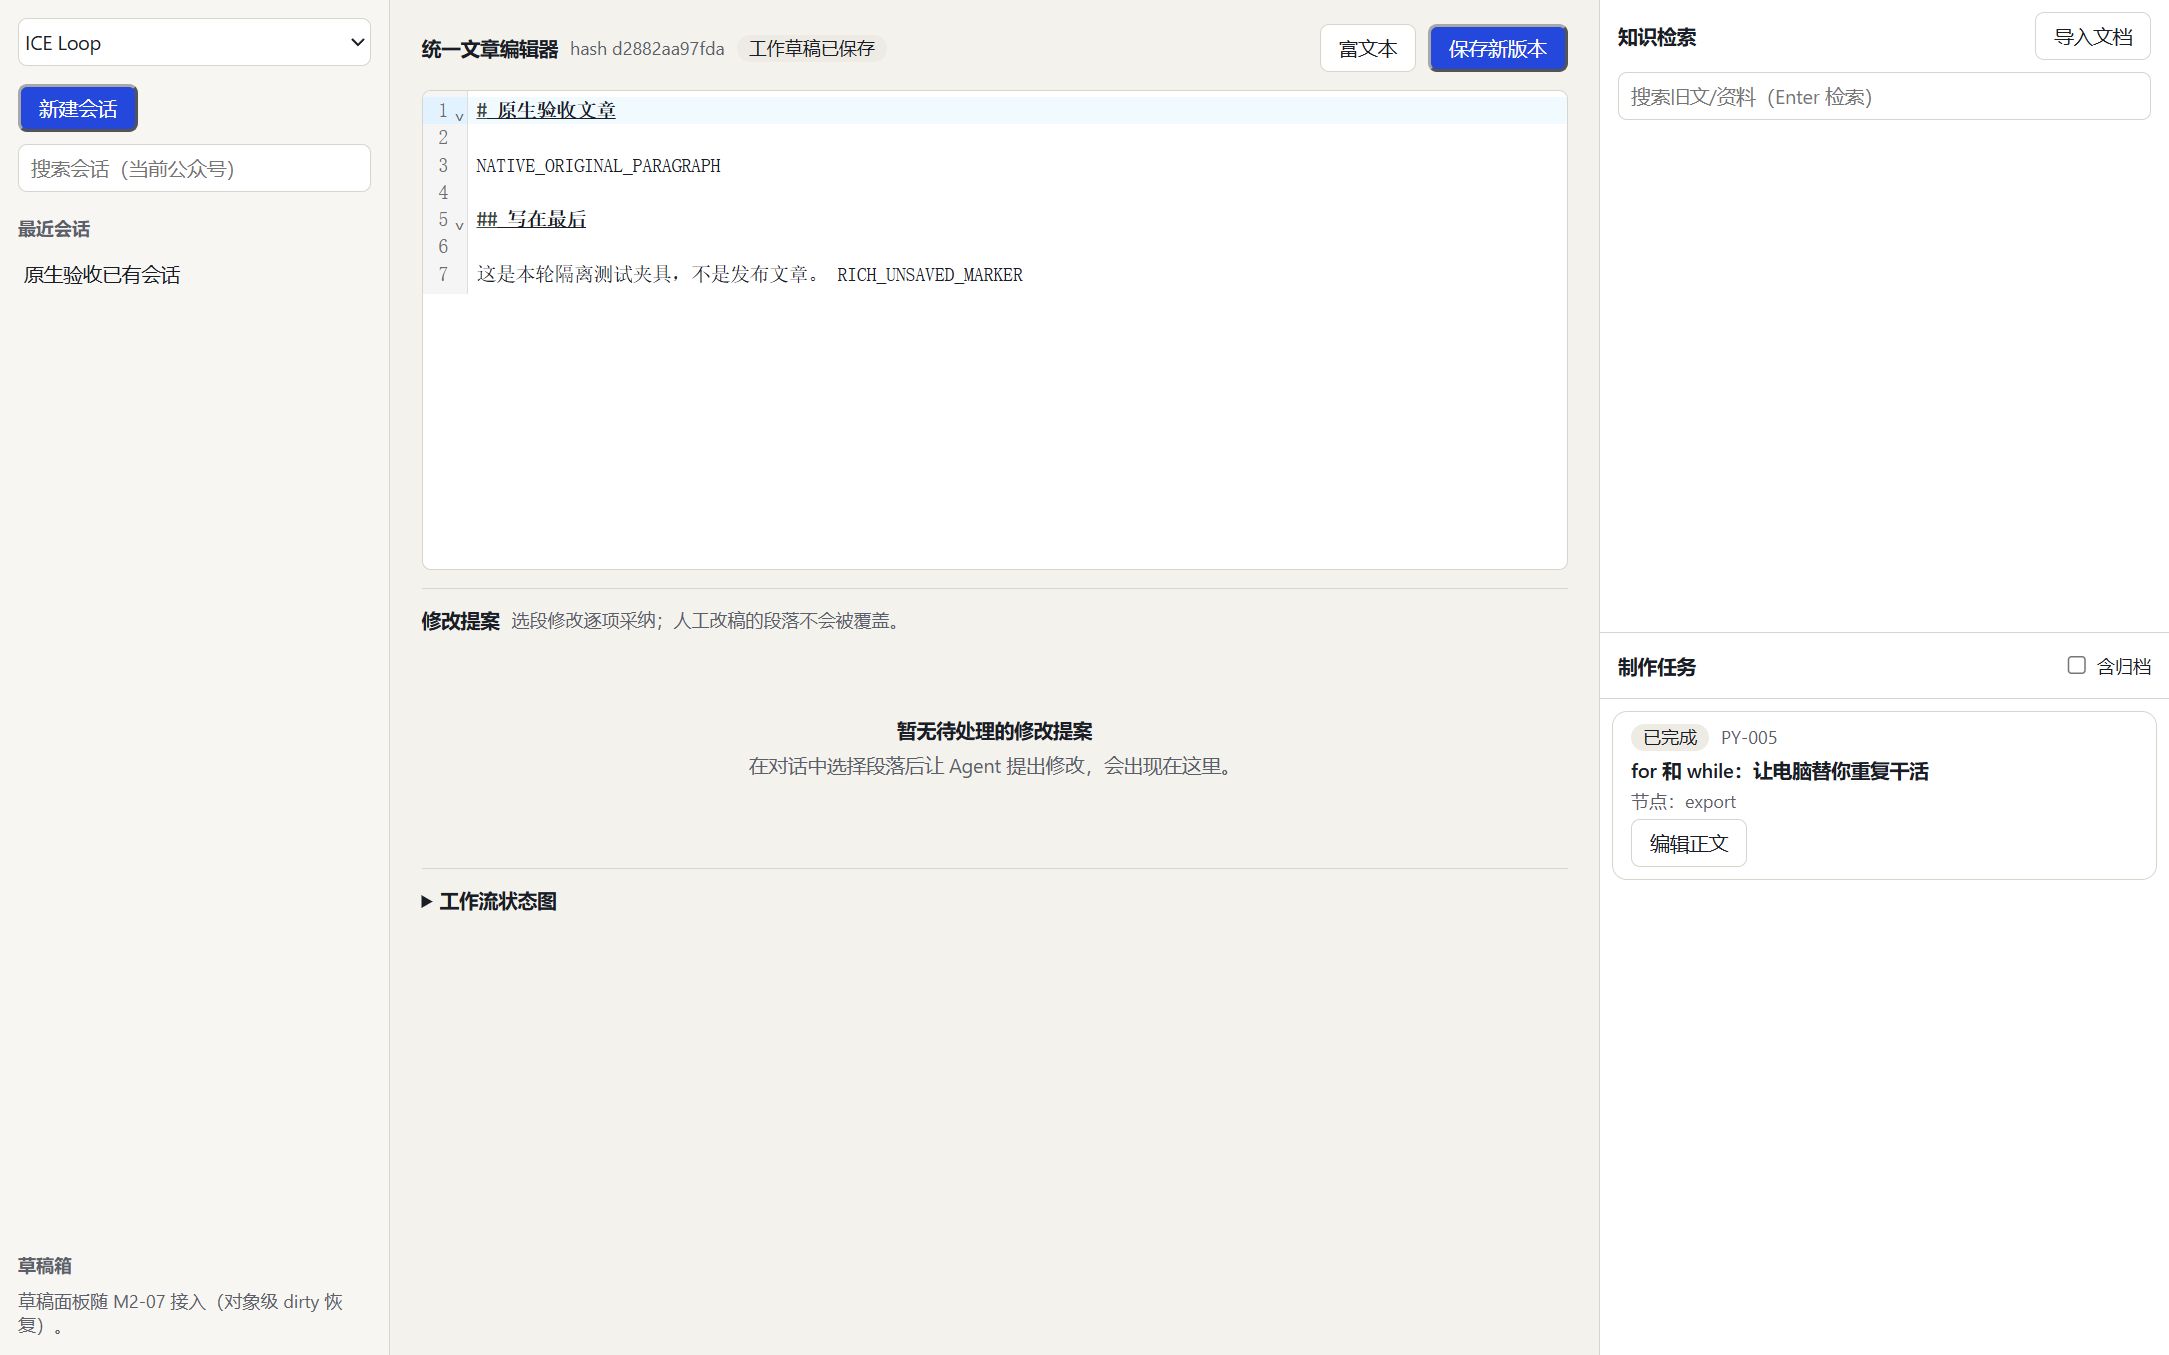 ICE Loop
新建会话
搜索会话（当前公众号）
最近会话
原生验收已有会话
草稿箱
草稿面板随 M2-07 接入（对象级 dirty 恢
复）。
统一文章编辑器 hash d2882aa97fda 工作草稿已保存
富文本
保存新版本
1 # 原生验收文章
2
3 NATIVE_ORIGINAL_PARAGRAPH
4
5 ## 写在最后
6
7 这是本轮隔离测试夹具，不是发布文章。 RICH_UNSAVED_MARKER
修改提案 选段修改逐项采纳；人工改稿的段落不会被覆盖。
暂无待处理的修改提案
在对话中选择段落后让 Agent 提出修改，会出现在这里。
工作流状态图
知识检索
导入文档
搜索旧文/资料（Enter 检索）
制作任务
含归档
已完成 PY-005
for 和 while：让电脑替你重复干活
节点：export
编辑正文